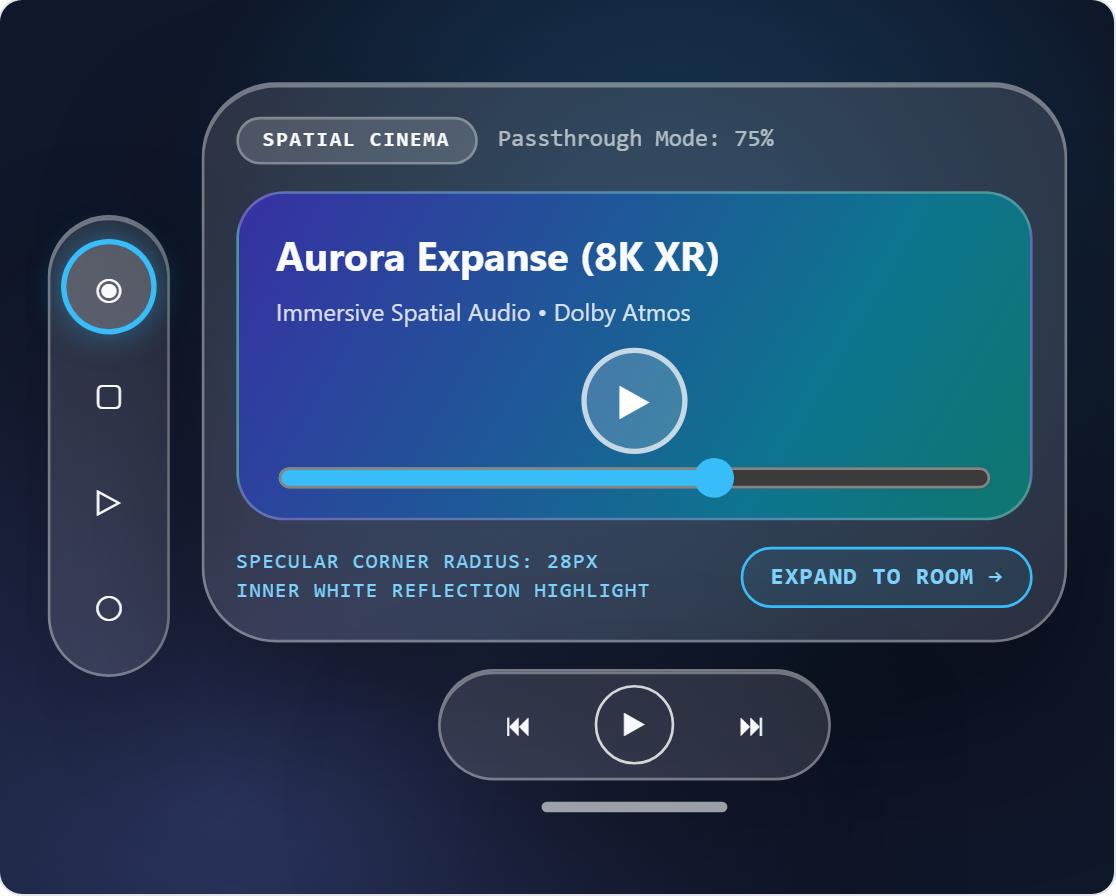 SPATIAL CINEMA
Passthrough Mode: 75%
Aurora Expanse (8K XR)
Immersive Spatial Audio • Dolby Atmos
SPECULAR CORNER RADIUS: 28PX
INNER WHITE REFLECTION HIGHLIGHT
EXPAND TO ROOM →